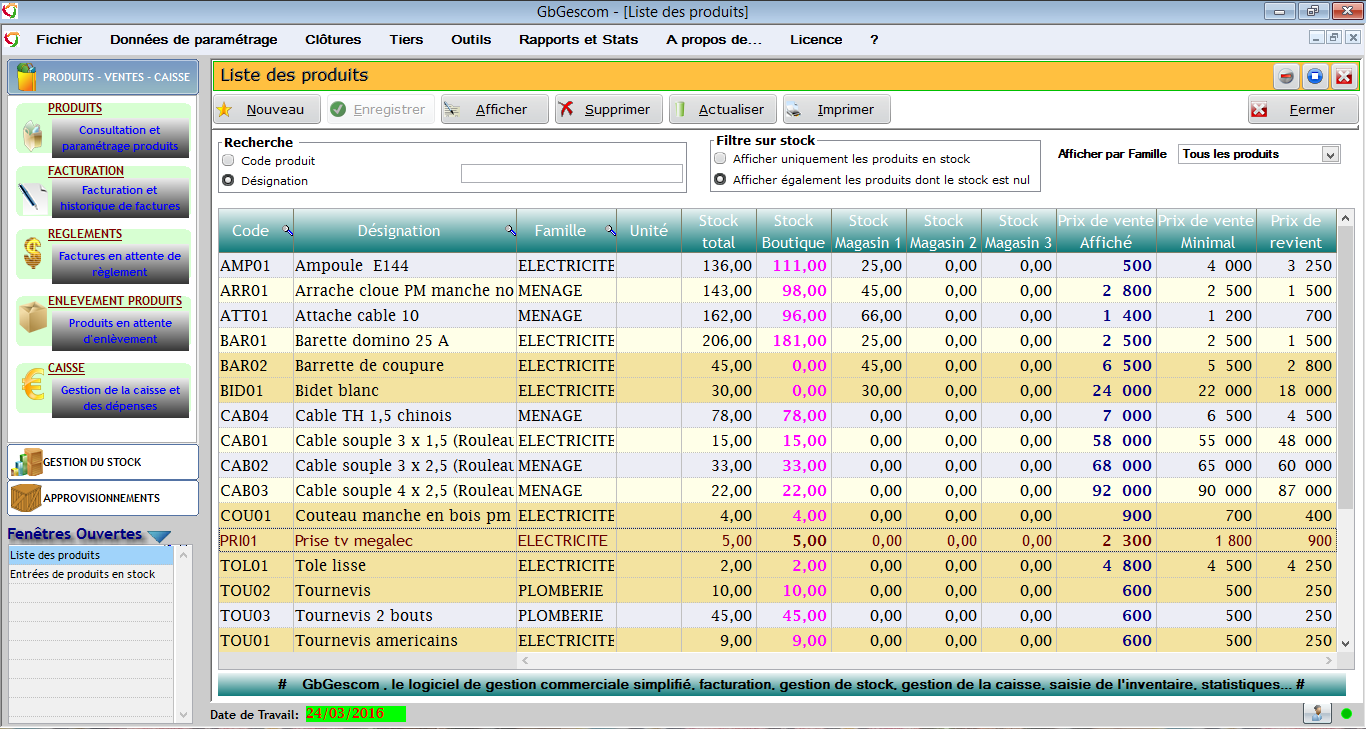 GbGescom - [Liste des produits]
Fichier Données de paramétrage Clôtures Tiers Outils Rapports et Stats A propos de... Licence ?
PRODUITS - VENTES - CAISSE
PRODUITS
Consultation et
paramétrage produits
FACTURATION
Facturation et
historique de factures
REGLEMENTS
Factures en attente de
règlement
ENLEVEMENT PRODUITS
Produits en attente
d'enlèvement
CAISSE
Gestion de la caisse et
des dépenses
GESTION DU STOCK
APPROVISIONNEMENTS
Fenêtres Ouvertes
Liste des produits
Entrées de produits en stock
Liste des produits
Nouveau Enregistrer Afficher Supprimer Actualiser Imprimer Fermer
Recherche
Code produit
Désignation
Filtre sur stock
Afficher uniquement les produits en stock
Afficher également les produits dont le stock est nul
Afficher par Famille Tous les produits
Code Désignation Famille Unité Stock total Stock Boutique Stock Magasin 1 Stock Magasin 2 Stock Magasin 3 Prix de vente Affiché Prix de vente Minimal Prix de revient
AMP01 Ampoule E144 ELECTRICITE 136,00 111,00 25,00 0,00 0,00 500 4 000 3 250
ARR01 Arrache cloue PM manche no MENAGE 143,00 98,00 45,00 0,00 0,00 2 800 2 500 1 500
ATT01 Attache cable 10 MENAGE 162,00 96,00 66,00 0,00 0,00 1 400 1 200 700
BAR01 Barette domino 25 A ELECTRICITE 206,00 181,00 25,00 0,00 0,00 2 500 2 500 1 500
BAR02 Barrette de coupure ELECTRICITE 45,00 0,00 45,00 0,00 0,00 6 500 5 500 2 800
BID01 Bidet blanc ELECTRICITE 30,00 0,00 30,00 0,00 0,00 24 000 22 000 18 000
CAB04 Cable TH 1,5 chinois MENAGE 78,00 78,00 0,00 0,00 0,00 7 000 6 500 4 500
CAB01 Cable souple 3 x 1,5 (Rouleau ELECTRICITE 15,00 15,00 0,00 0,00 0,00 58 000 55 000 48 000
CAB02 Cable souple 3 x 2,5 (Rouleau MENAGE 33,00 33,00 0,00 0,00 0,00 68 000 65 000 60 000
CAB03 Cable souple 4 x 2,5 (Rouleau MENAGE 22,00 22,00 0,00 0,00 0,00 92 000 90 000 87 000
COU01 Couteau manche en bois pm ELECTRICITE 4,00 4,00 0,00 0,00 0,00 900 700 400
PRI01 Prise tv megalec ELECTRICITE 5,00 5,00 0,00 0,00 0,00 2 300 1 800 900
TOL01 Tole lisse ELECTRICITE 2,00 2,00 0,00 0,00 0,00 4 800 4 500 4 250
TOU02 Tournevis PLOMBERIE 10,00 10,00 0,00 0,00 0,00 600 500 250
TOU03 Tournevis 2 bouts PLOMBERIE 45,00 45,00 0,00 0,00 0,00 600 500 250
TOU01 Tournevis americains ELECTRICITE 9,00 9,00 0,00 0,00 0,00 600 500 250
# GbGescom , le logiciel de gestion commerciale simplifié, facturation, gestion de stock, gestion de la caisse, saisie de l'inventaire, statistiques... #
Date de Travail: 24/03/2016